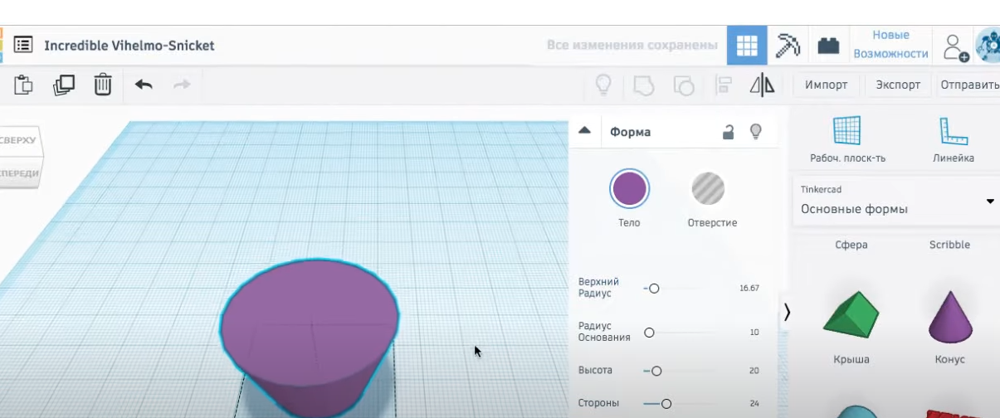 Incredible Vihelmo-Snicket
Все изменения сохранены
Новые
Возможности
Импорт
Экспорт
Отправить
СВЕРХУ
ПЕРЕДИ
Форма
Тело
Отверстие
Верхний
Радиус
16.67
Радиус
Основания
10
Высота
20
Стороны
24
Рабоч. плоск-ть
Линейка
Tinkercad
Основные формы
Сфера
Scribble
Крыша
Конус